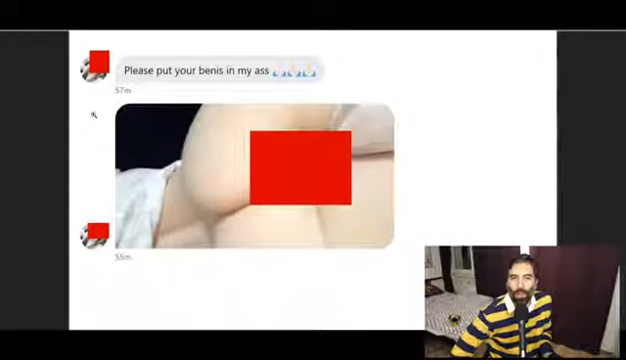 Please put your benis in my ass 🙏🙏🙏
57m
55m